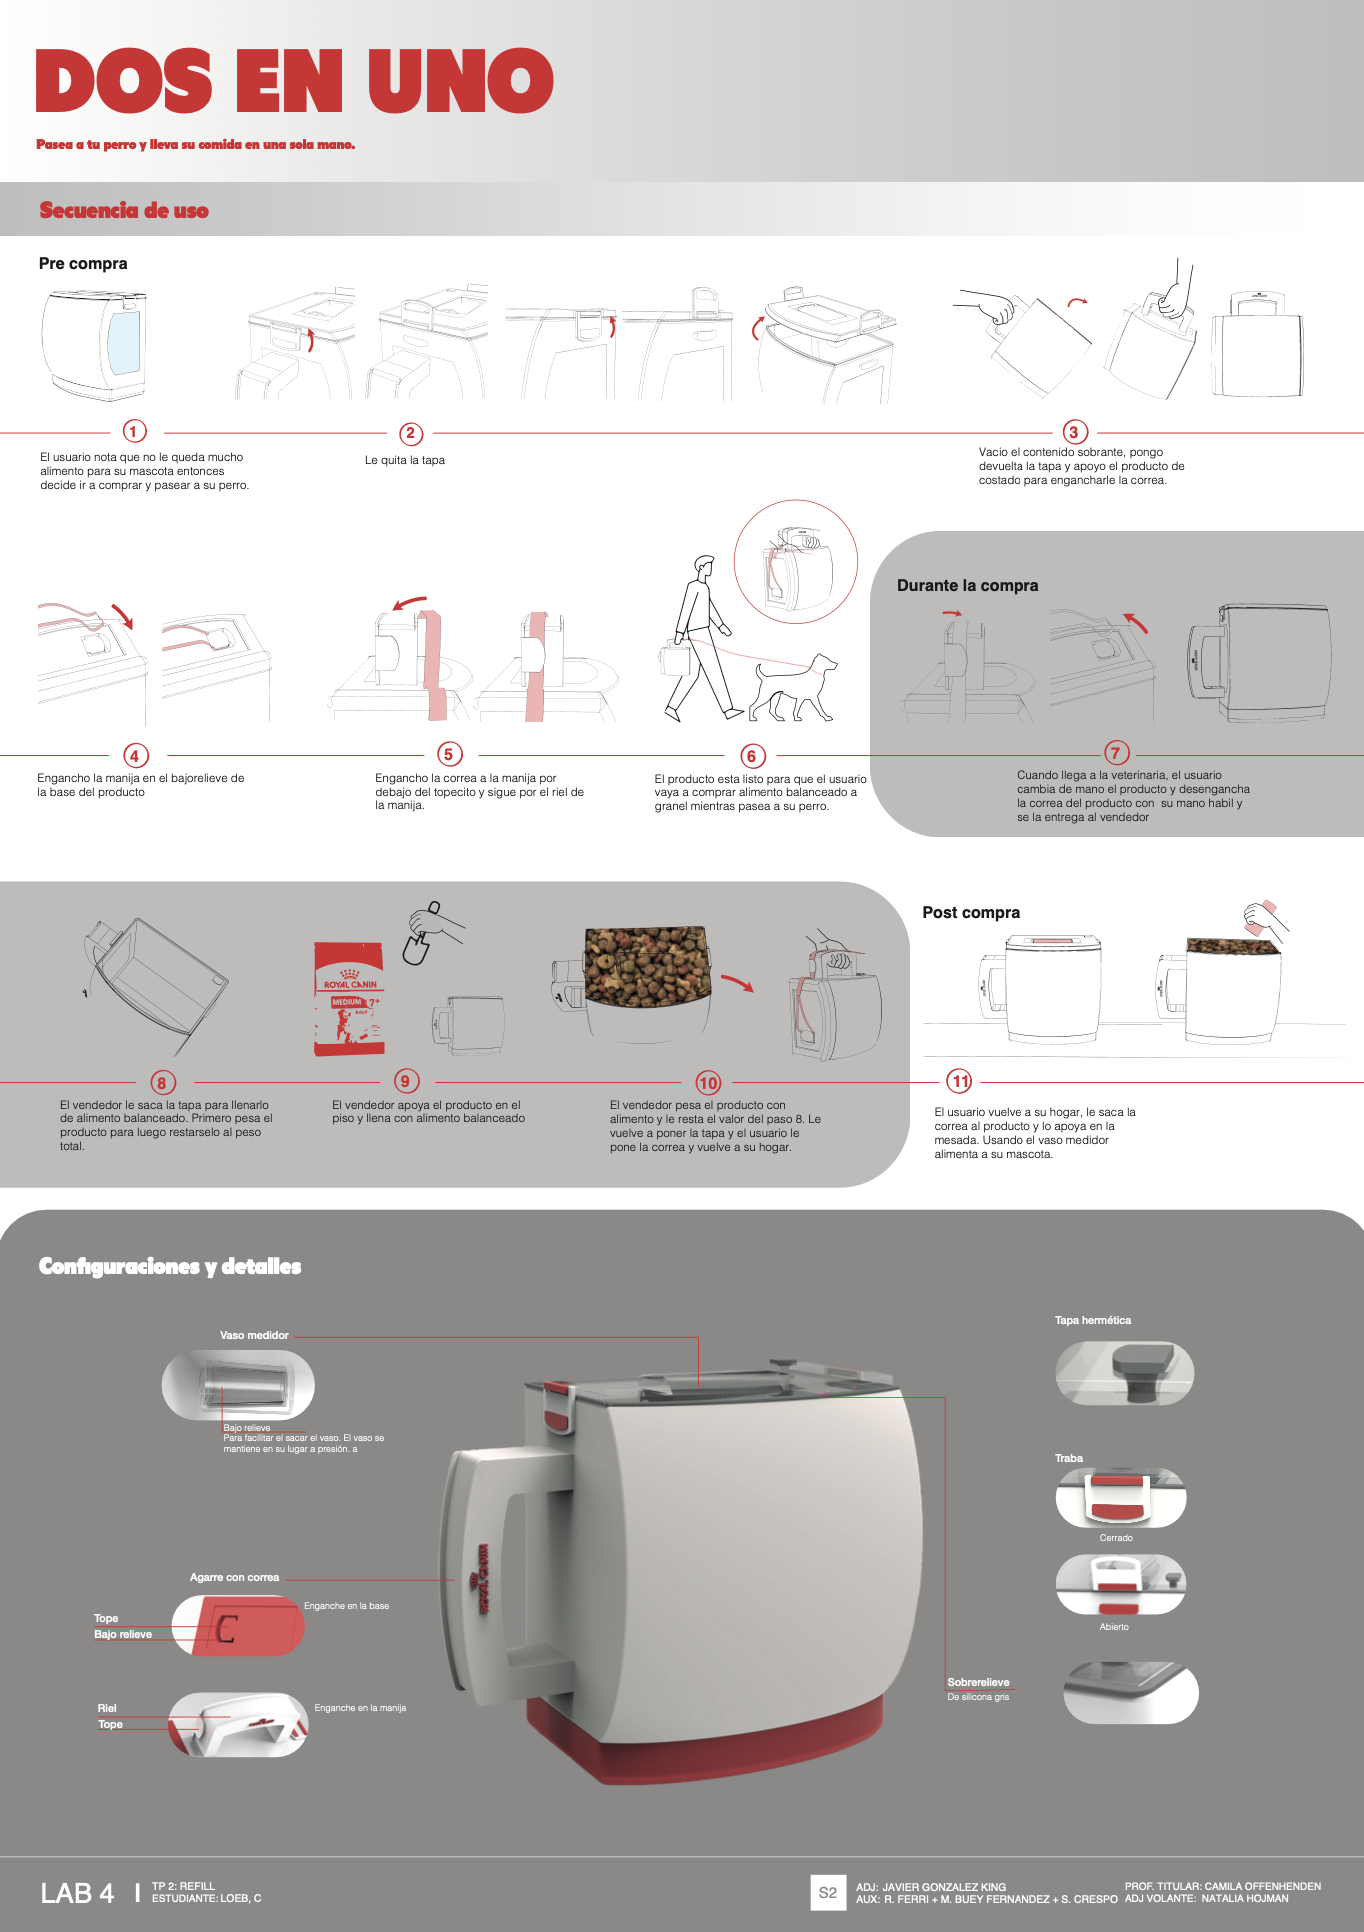 DOS EN UNO
Pasea a tu perro y lleva su comida en una sola mano.
Secuencia de uso
Pre compra
1
El usuario nota que no le queda mucho
alimento para su mascota entonces
decide ir a comprar y pasear a su perro.
2
Le quita la tapa
3
Vacio el contenido sobrante, pongo
devuelta la tapa y apoyo el producto de
costado para engancharle la correa.
4
Engancho la manija en el bajorelieve de
la base del producto
5
Engancho la correa a la manija por
debajo del topecito y sigue por el riel de
la manija.
6
El producto esta listo para que el usuario
vaya a comprar alimento balanceado a
granel mientras pasea a su perro.
Durante la compra
7
Cuando llega a la veterinaria, el usuario
cambia de mano el producto y desengancha
la correa del producto con su mano habil y
se la entrega al vendedor
8
El vendedor le saca la tapa para llenarlo
de alimento balanceado. Primero pesa el
producto para luego restarselo al peso
total.
ROYAL CANIN
MEDIUM 7+
ADULT
9
El vendedor apoya el producto en el
piso y llena con alimento balanceado
10
El vendedor pesa el producto con
alimento y le resta el valor del paso 8. Le
vuelve a poner la tapa y el usuario le
pone la correa y vuelve a su hogar.
Post compra
11
El usuario vuelve a su hogar, le saca la
correa al producto y lo apoya en la
mesada. Usando el vaso medidor
alimenta a su mascota.
Configuraciones y detalles
Vaso medidor
Bajo relieve
Para facilitar el sacar el vaso. El vaso se
mantiene en su lugar a presión. a
Agarre con correa
Enganche en la base
Tope
Bajo relieve
Riel
Tope
Enganche en la manija
ROYAL CANIN
Tapa hermética
Traba
Cerrado
Abierto
Sobrerelieve
De silicona gris
LAB 4 I
TP 2: REFILL
ESTUDIANTE: LOEB, C
S2
ADJ: JAVIER GONZALEZ KING
AUX: R. FERRI + M. BUEY FERNANDEZ + S. CRESPO
PROF. TITULAR: CAMILA OFFENHENDEN
ADJ VOLANTE: NATALIA HOJMAN